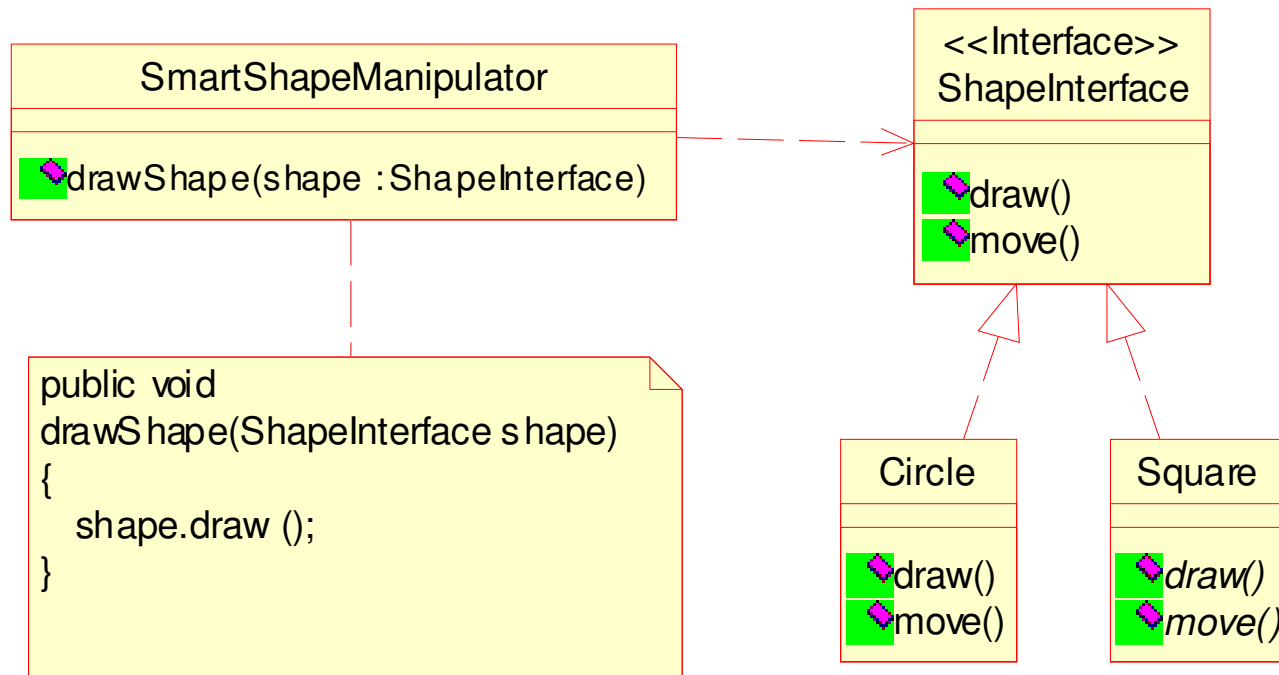 SmartShapeManipulator
drawShape(shape : ShapeInterface)
<<Interface>>
ShapeInterface
draw()
move()
public void
drawShape(ShapeInterface shape)
{
shape.draw ();
}
Circle
draw()
move()
Square
draw()
move()